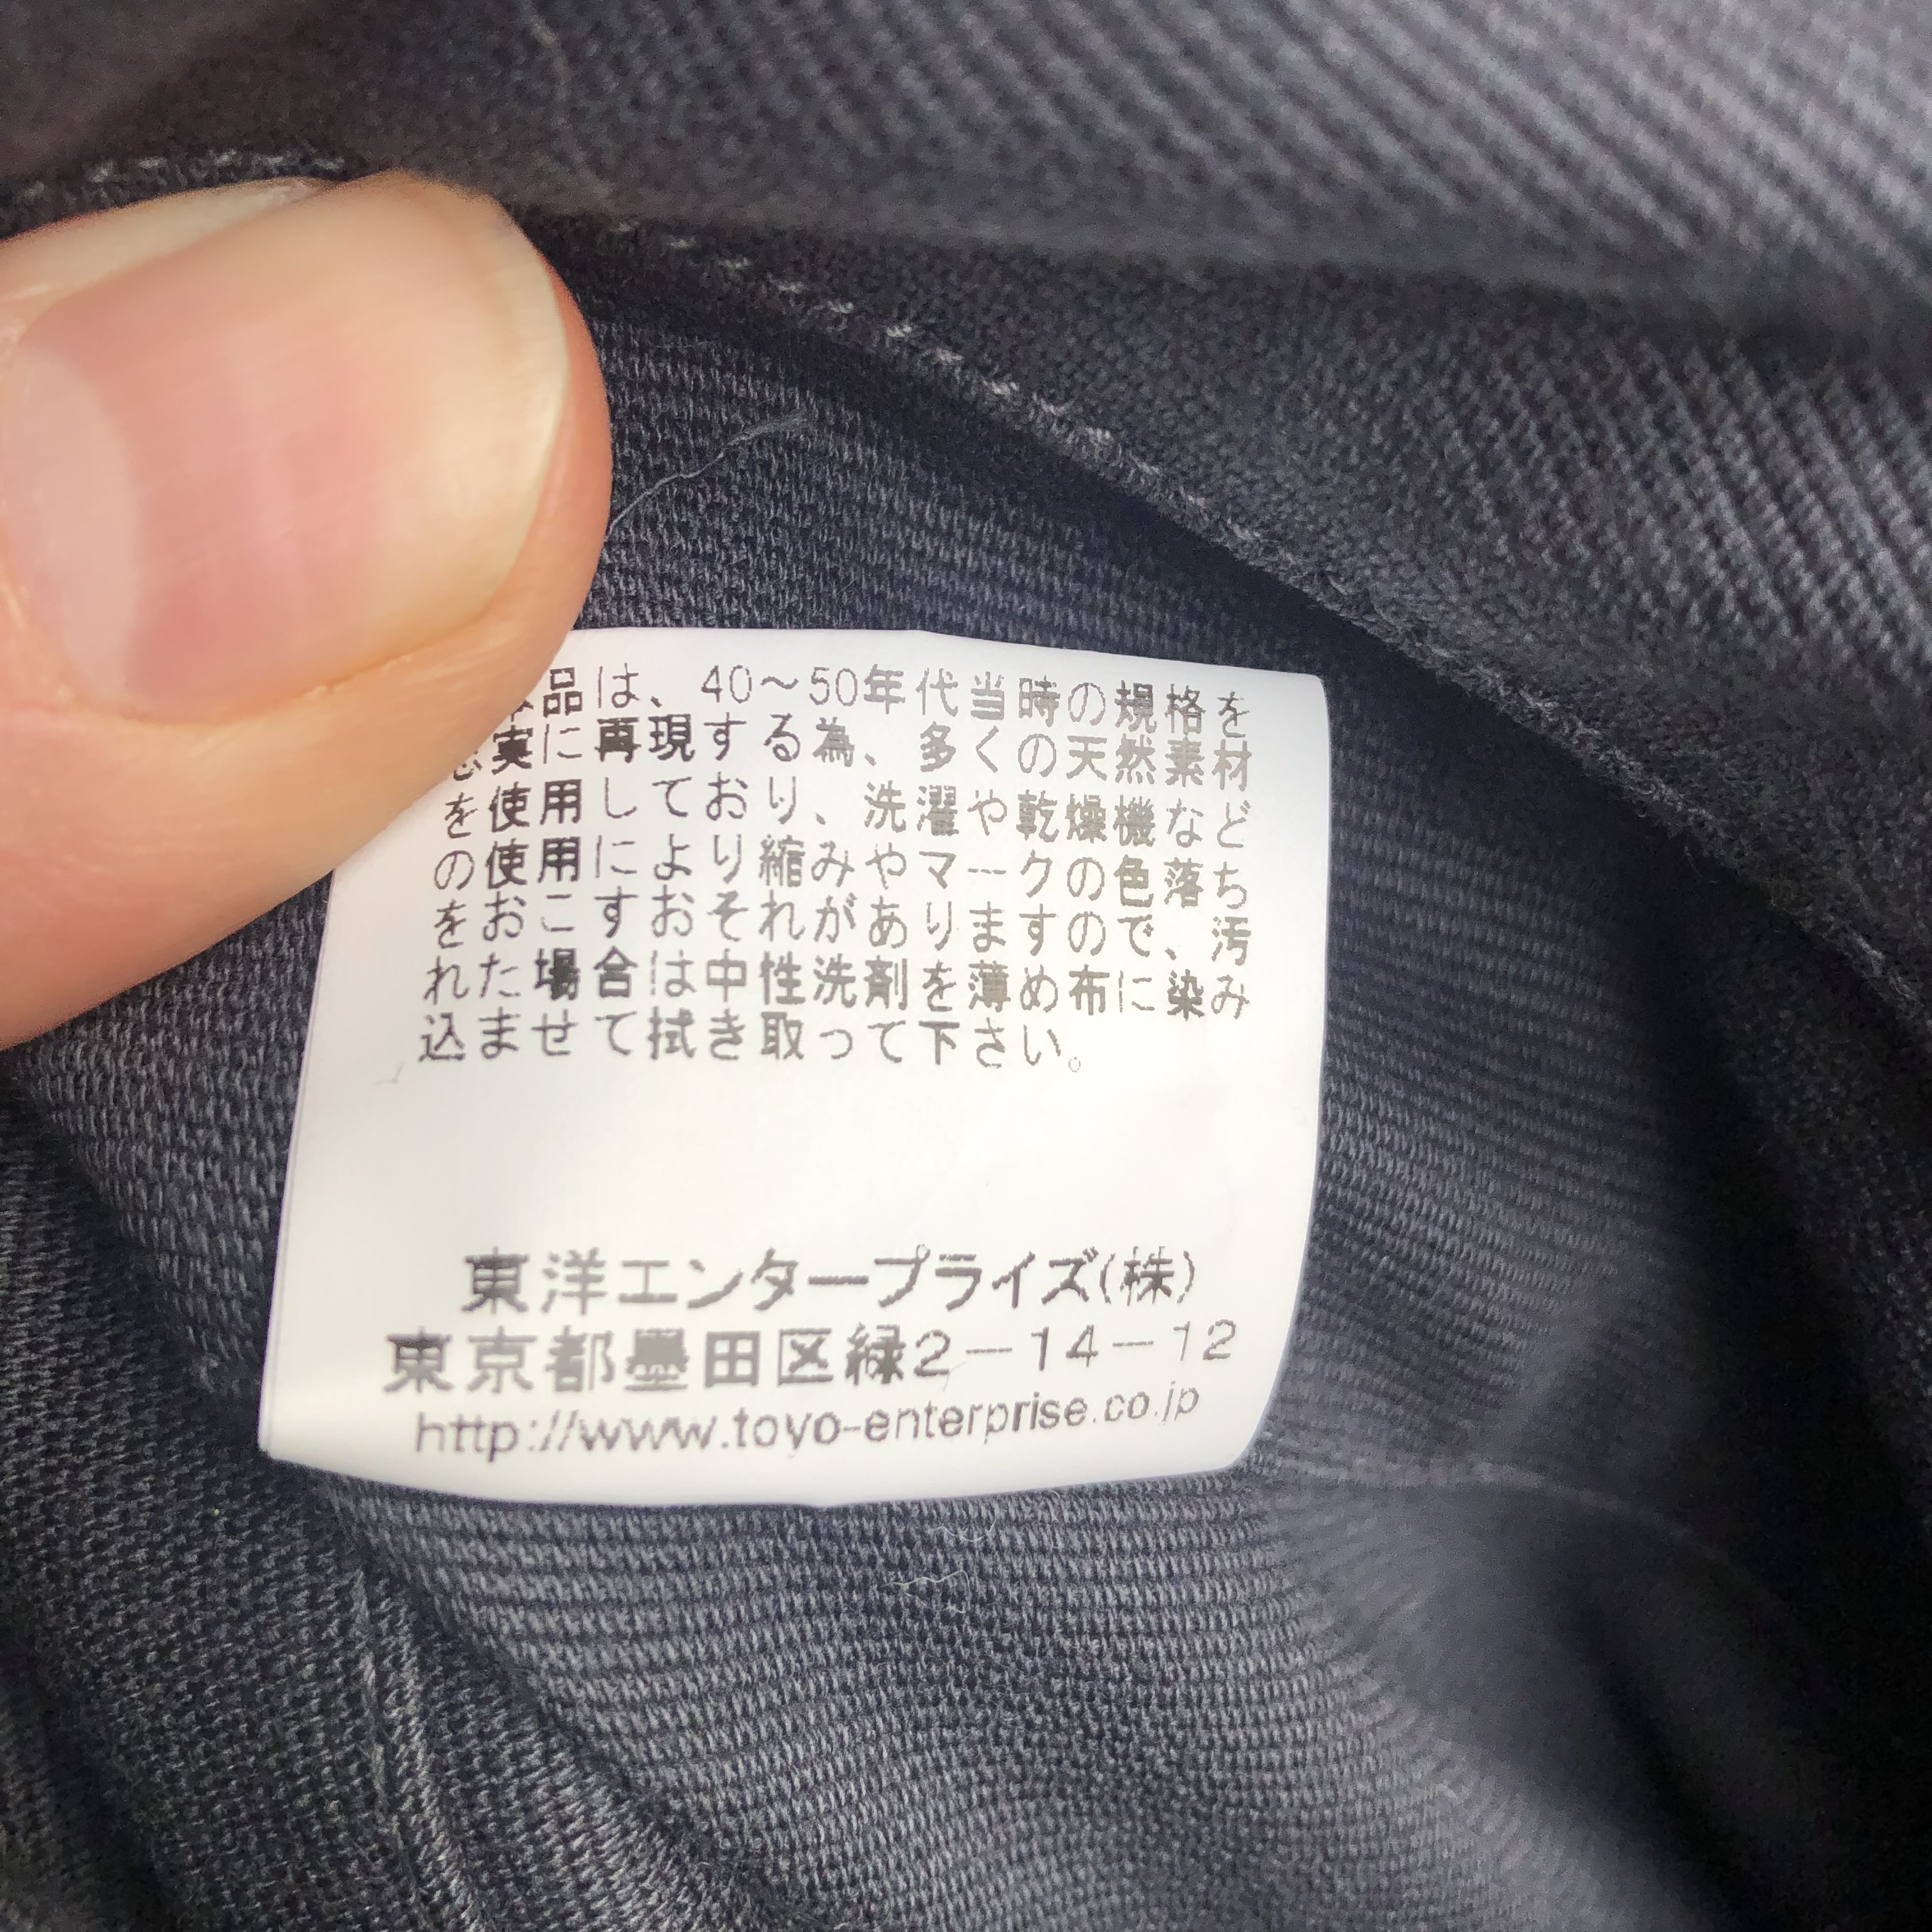 本品は、40～50年代当時の規格を
忠実に再現する為、多くの天然素材
を使用しており、洗濯や乾燥機など
の使用により縮みやマークの色落ち
をおこすおそれがありますので、汚
れた場合は中性洗剤を薄め布に染み
込ませて拭き取って下さい。
東洋エンタープライズ(株)
東京都墨田区緑2－14－12
http://www.toyo-enterprise.co.jp